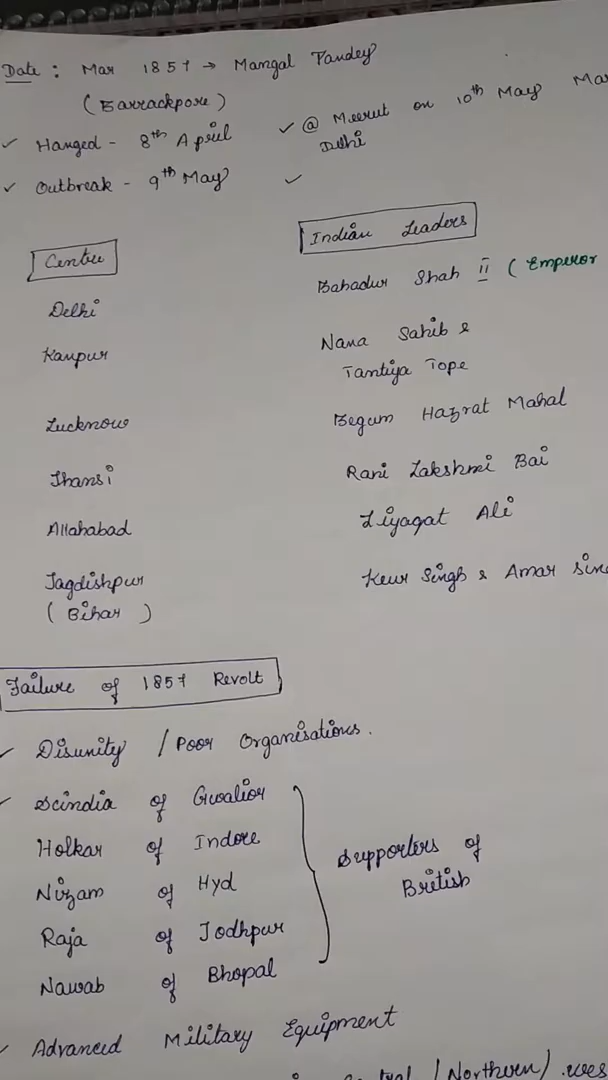 Date : Mar 1857 → Mangal Pandey
(Barrackpore)
✓ Hanged - 8th April
✓ @ Meerut on 10th May
Delhi
✓ Outbreak - 9th May
✓
Centre
Indian Leaders
Delhi
Bahadur Shah II (Emperor
Kanpur
Nana Sahib &
Tantiya Tope
Lucknow
Begum Hazrat Mahal
Jhansi
Rani Lakshmi Bai
Allahabad
Liyaqat Ali
Jagdishpur
(Bihar)
Keur Singh & Amar
Failure of 1857 Revolt
✓ Disunity / Poor Organisations.
✓ Scindia of Gwalior
Holkar of Indore
Nizam of Hyd
Raja of Jodhpur
Nawab of Bhopal
Supporters of
British
✓ Advanced Military Equipment
(Northern)